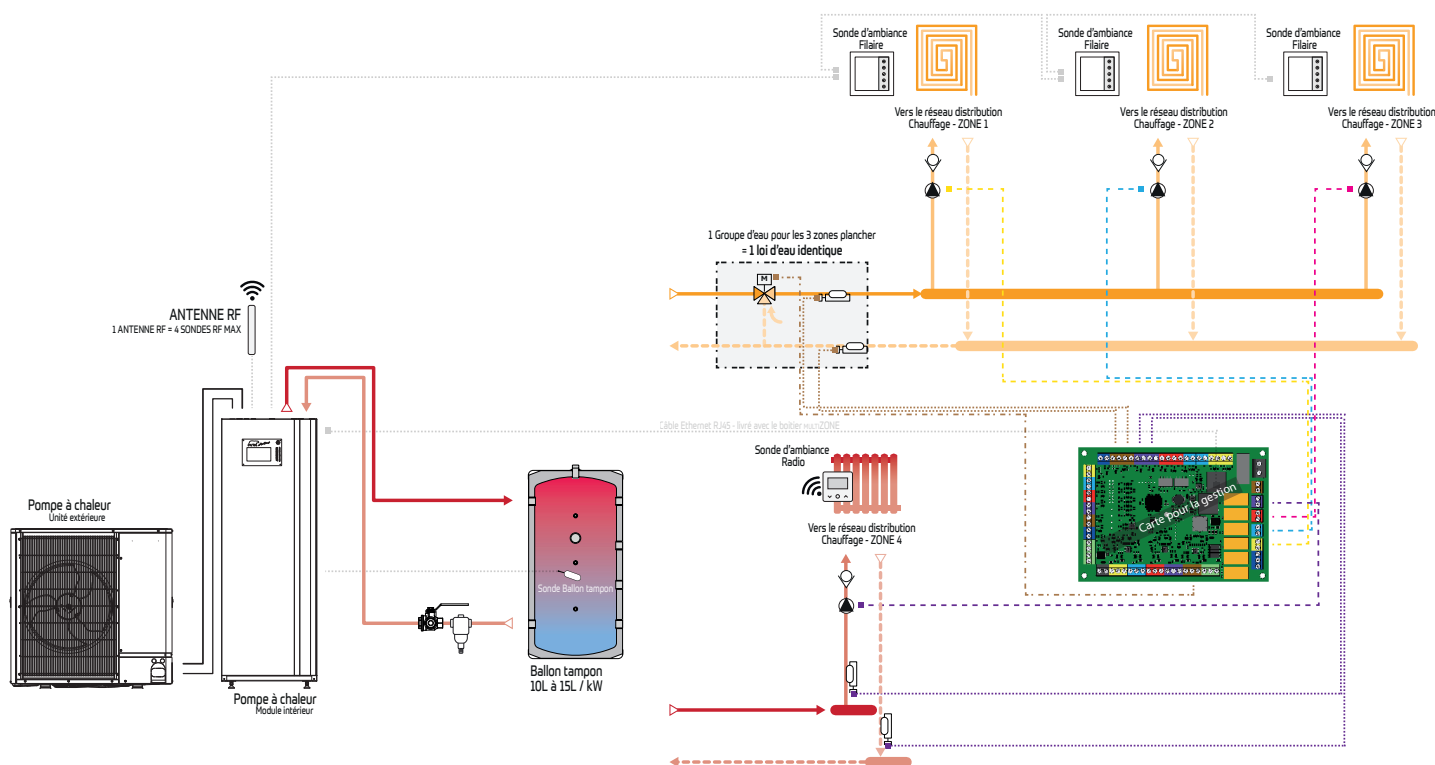 Sonde d'ambiance
Filaire
Sonde d'ambiance
Filaire
Sonde d'ambiance
Filaire
Vers le réseau distribution
Chauffage - ZONE 1
Vers le réseau distribution
Chauffage - ZONE 2
Vers le réseau distribution
Chauffage - ZONE 3
1 Groupe d'eau pour les 3 zones plancher
= 1 loi d'eau identique
M
ANTENNE RF
1 ANTENNE RF = 4 SONDES RF MAX
Câble Ethernet RJ45 - livré avec le boitier MULTIZONE
Sonde d'ambiance
Radio
Carte pour la gestion
Pompe à chaleur
Unité extérieure
Vers le réseau distribution
Chauffage - ZONE 4
Sonde Ballon tampon
Ballon tampon
10L à 15L / kW
Pompe à chaleur
Module intérieur